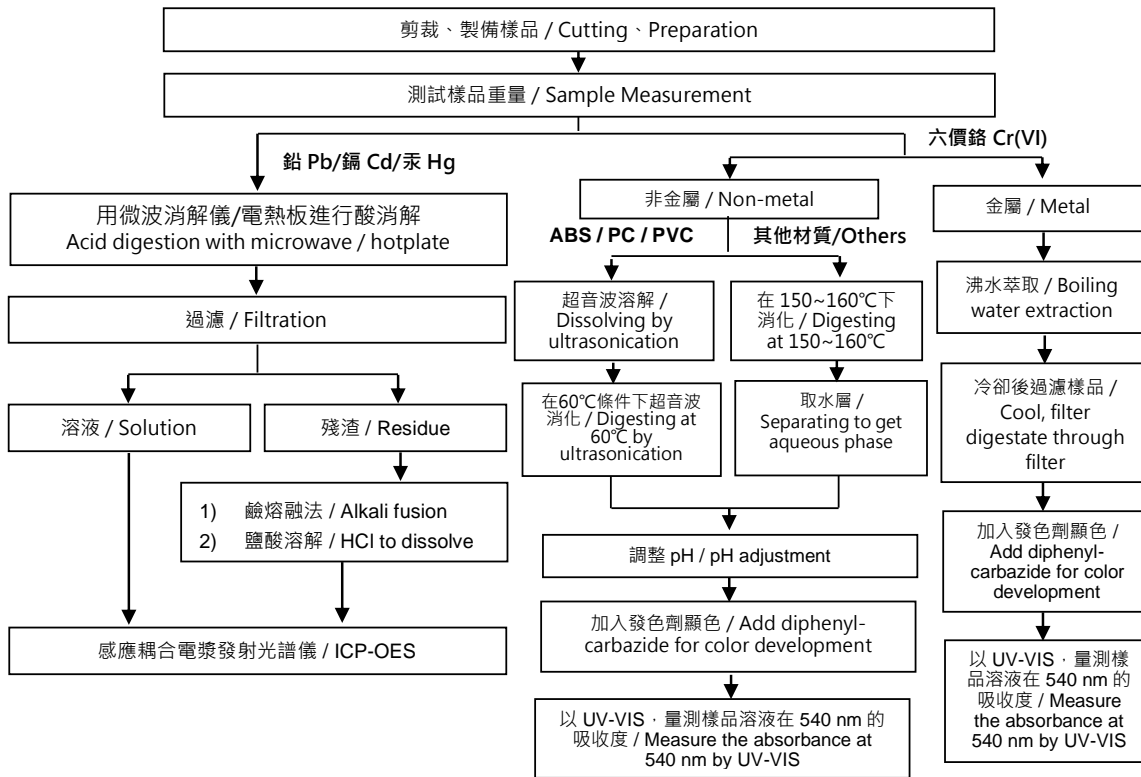 剪裁、製備樣品 / Cutting、Preparation
測試樣品重量 / Sample Measurement
鉛 Pb/鎘 Cd/汞 Hg
六價鉻 Cr(VI)
用微波消解儀/電熱板進行酸消解
Acid digestion with microwave / hotplate
過濾 / Filtration
溶液 / Solution
殘渣 / Residue
1) 鹼熔融法 / Alkali fusion
2) 鹽酸溶解 / HCl to dissolve
感應耦合電漿發射光譜儀 / ICP-OES
非金屬 / Non-metal
ABS / PC / PVC
其他材質/Others
超音波溶解 /
Dissolving by
ultrasonication
在60℃條件下超音波
消化 / Digesting at
60℃ by
ultrasonication
在 150~160℃下
消化 / Digesting
at 150~160℃
取水層 /
Separating to get
aqueous phase
調整 pH / pH adjustment
加入發色劑顯色 / Add diphenyl-
carbazide for color development
以 UV-VIS，量測樣品溶液在 540 nm 的
吸收度 / Measure the absorbance at
540 nm by UV-VIS
金屬 / Metal
沸水萃取 / Boiling
water extraction
冷卻後過濾樣品 /
Cool, filter
digestate through
filter
加入發色劑顯色 /
Add diphenyl-
carbazide for color
development
以 UV-VIS，量測樣
品溶液在 540 nm 的
吸收度 / Measure
the absorbance at
540 nm by UV-VIS